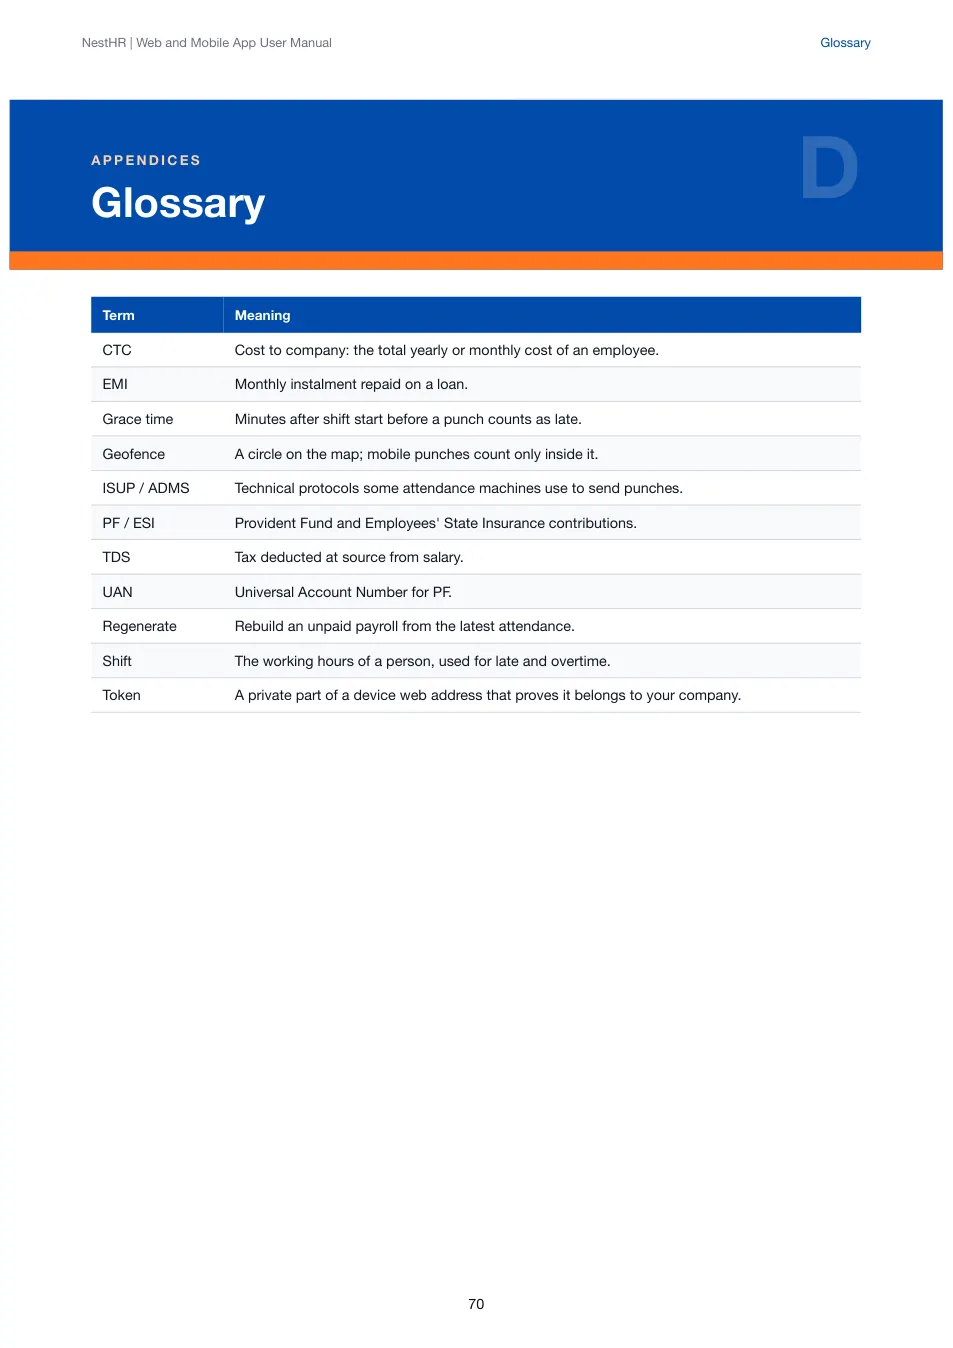 NestHR | Web and Mobile App User Manual
Glossary
APPENDICES
D
Glossary
Term Meaning
CTC Cost to company: the total yearly or monthly cost of an employee.
EMI Monthly instalment repaid on a loan.
Grace time Minutes after shift start before a punch counts as late.
Geofence A circle on the map; mobile punches count only inside it.
ISUP / ADMS Technical protocols some attendance machines use to send punches.
PF / ESI Provident Fund and Employees' State Insurance contributions.
TDS Tax deducted at source from salary.
UAN Universal Account Number for PF.
Regenerate Rebuild an unpaid payroll from the latest attendance.
Shift The working hours of a person, used for late and overtime.
Token A private part of a device web address that proves it belongs to your company.
70